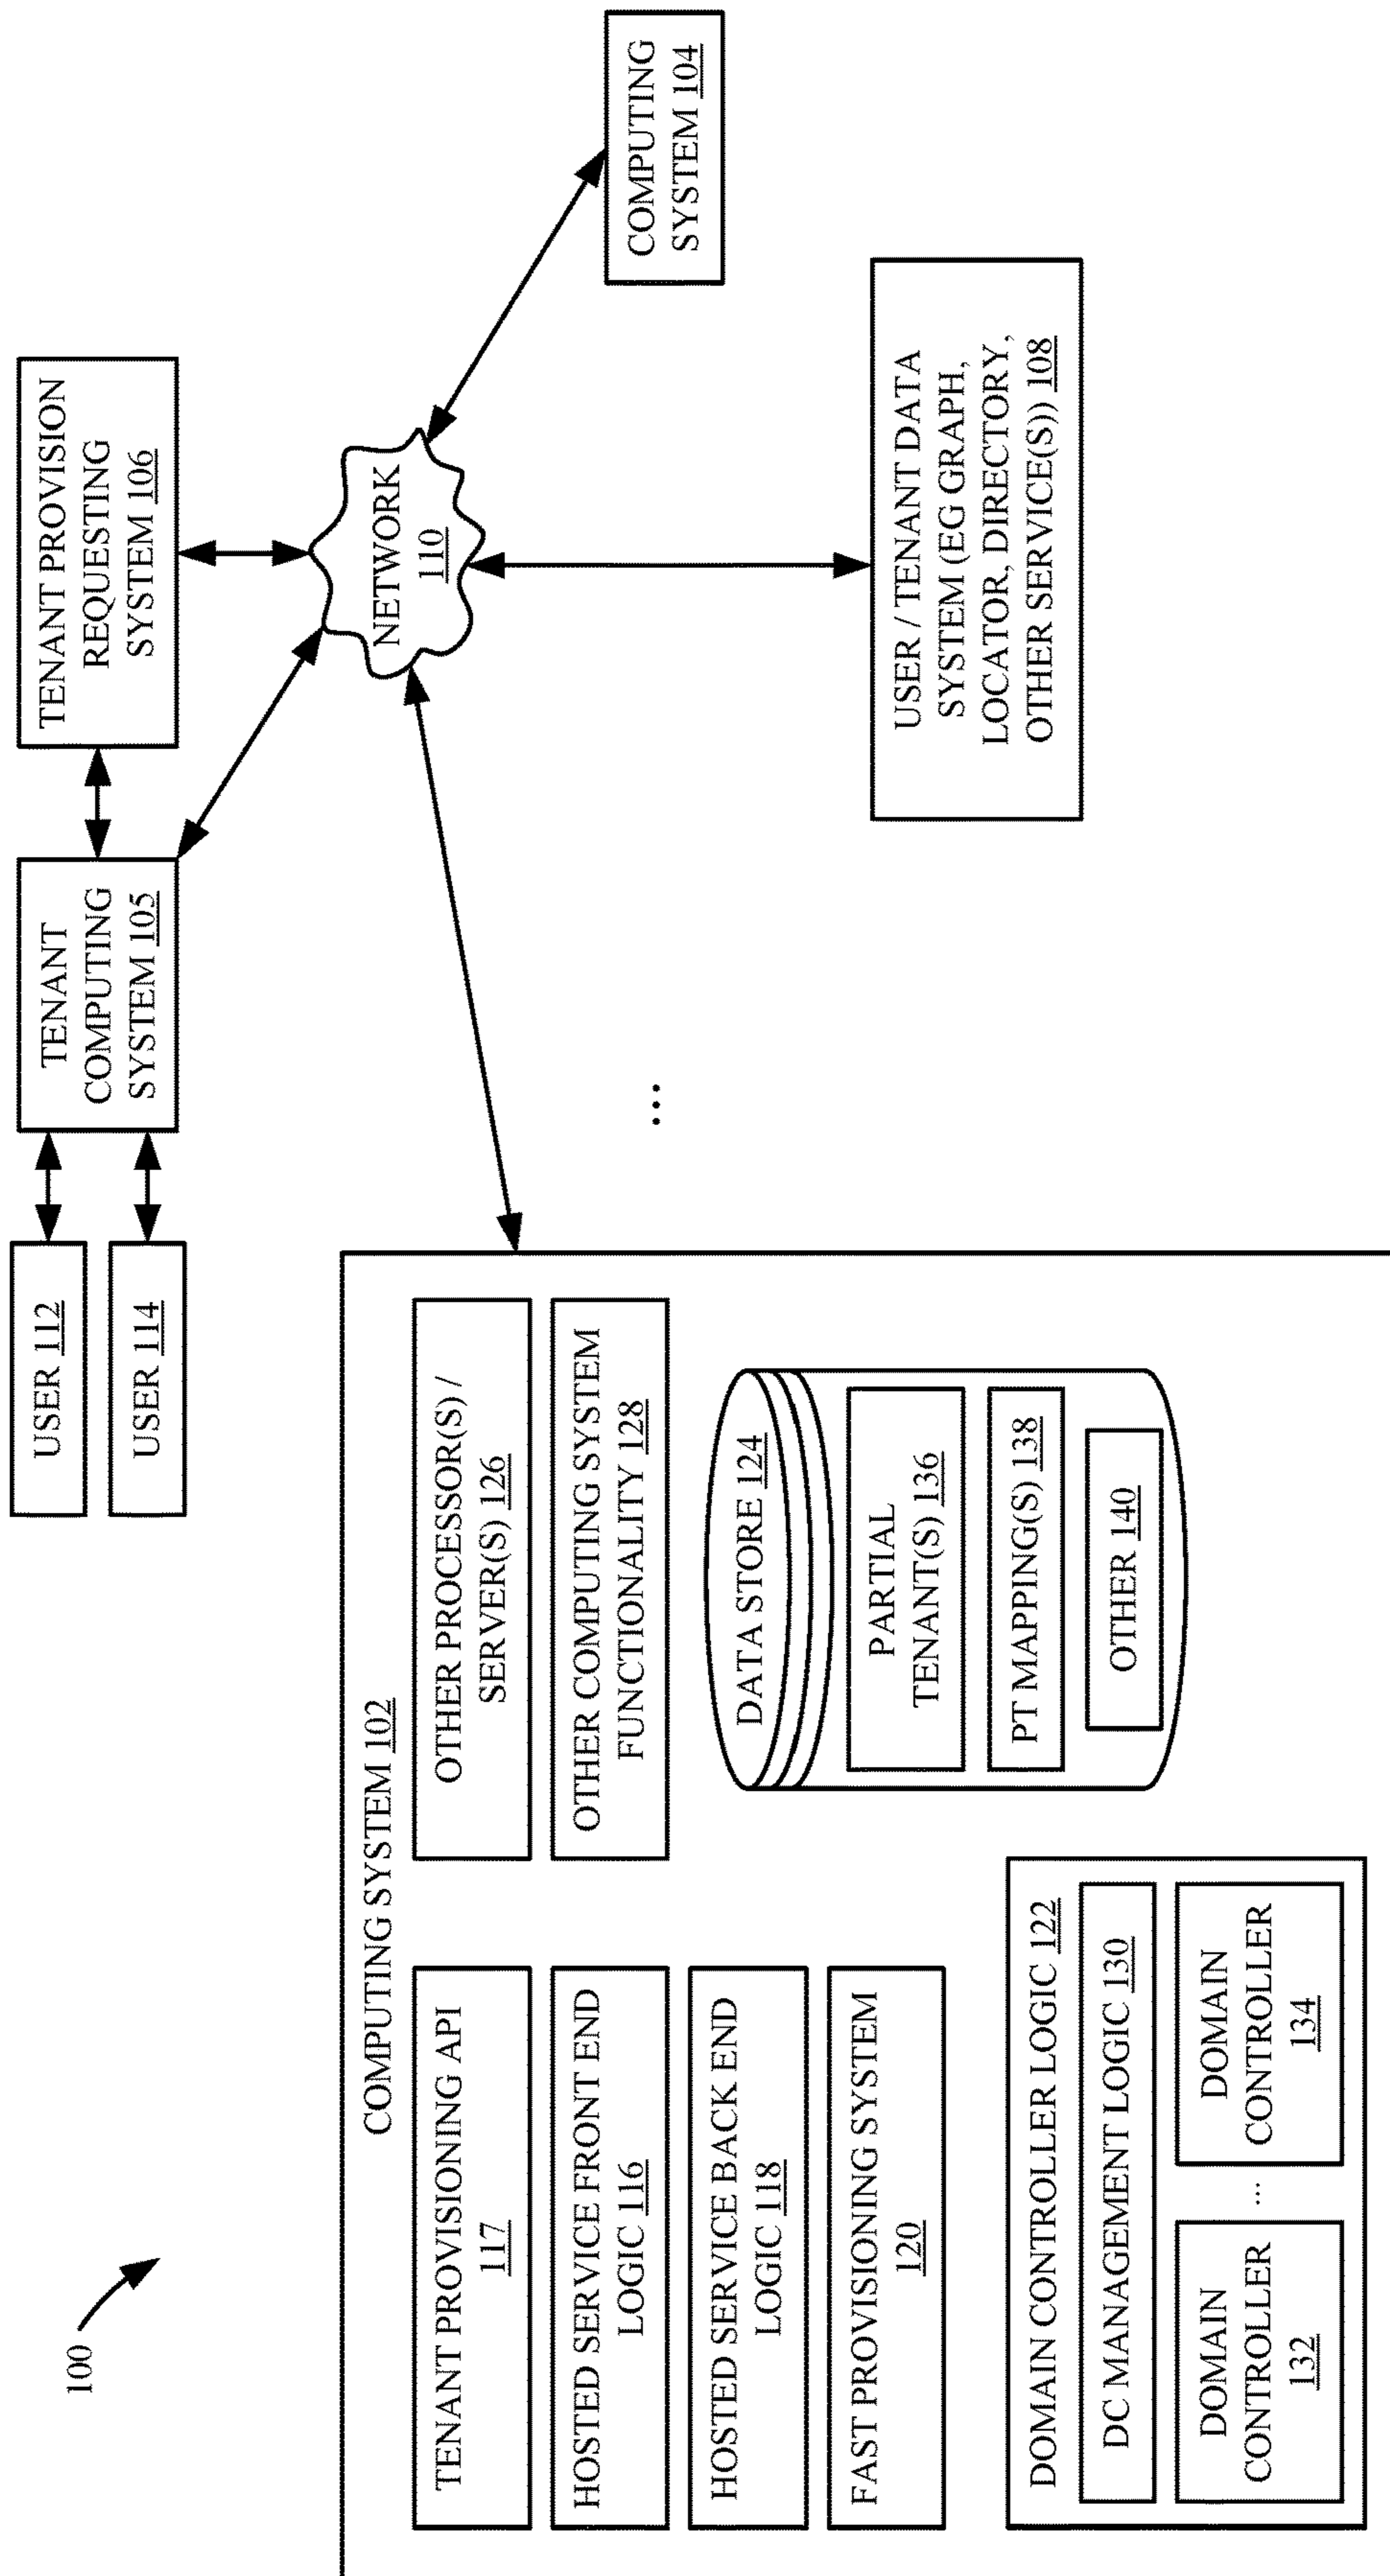 100
USER 112
USER 114
TENANT
COMPUTING
SYSTEM 105
TENANT PROVISION
REQUESTING
SYSTEM 106
NETWORK
110
COMPUTING
SYSTEM 104
USER / TENANT DATA
SYSTEM (EG GRAPH,
LOCATOR, DIRECTORY,
OTHER SERVICE(S)) 108
...
COMPUTING SYSTEM 102
TENANT PROVISIONING API
117
HOSTED SERVICE FRONT END
LOGIC 116
HOSTED SERVICE BACK END
LOGIC 118
FAST PROVISIONING SYSTEM
120
OTHER PROCESSOR(S) /
SERVER(S) 126
OTHER COMPUTING SYSTEM
FUNCTIONALITY 128
DATA STORE 124
PARTIAL
TENANT(S) 136
PT MAPPING(S) 138
OTHER 140
DOMAIN CONTROLLER LOGIC 122
DC MANAGEMENT LOGIC 130
DOMAIN
CONTROLLER
132
...
DOMAIN
CONTROLLER
134